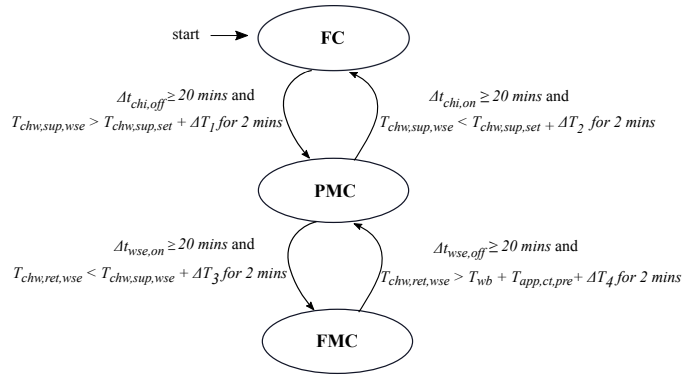 start
FC
Δt_chi,off ≥ 20 mins and
T_chw,sup,wse > T_chw,sup,set + ΔT_1 for 2 mins
Δt_chi,on ≥ 20 mins and
T_chw,sup,wse < T_chw,sup,set + ΔT_2 for 2 mins
PMC
Δt_wse,on ≥ 20 mins and
T_chw,ret,wse < T_chw,sup,wse + ΔT_3 for 2 mins
Δt_wse,off ≥ 20 mins and
T_chw,ret,wse > T_wb + T_app,ct,pre + ΔT_4 for 2 mins
FMC